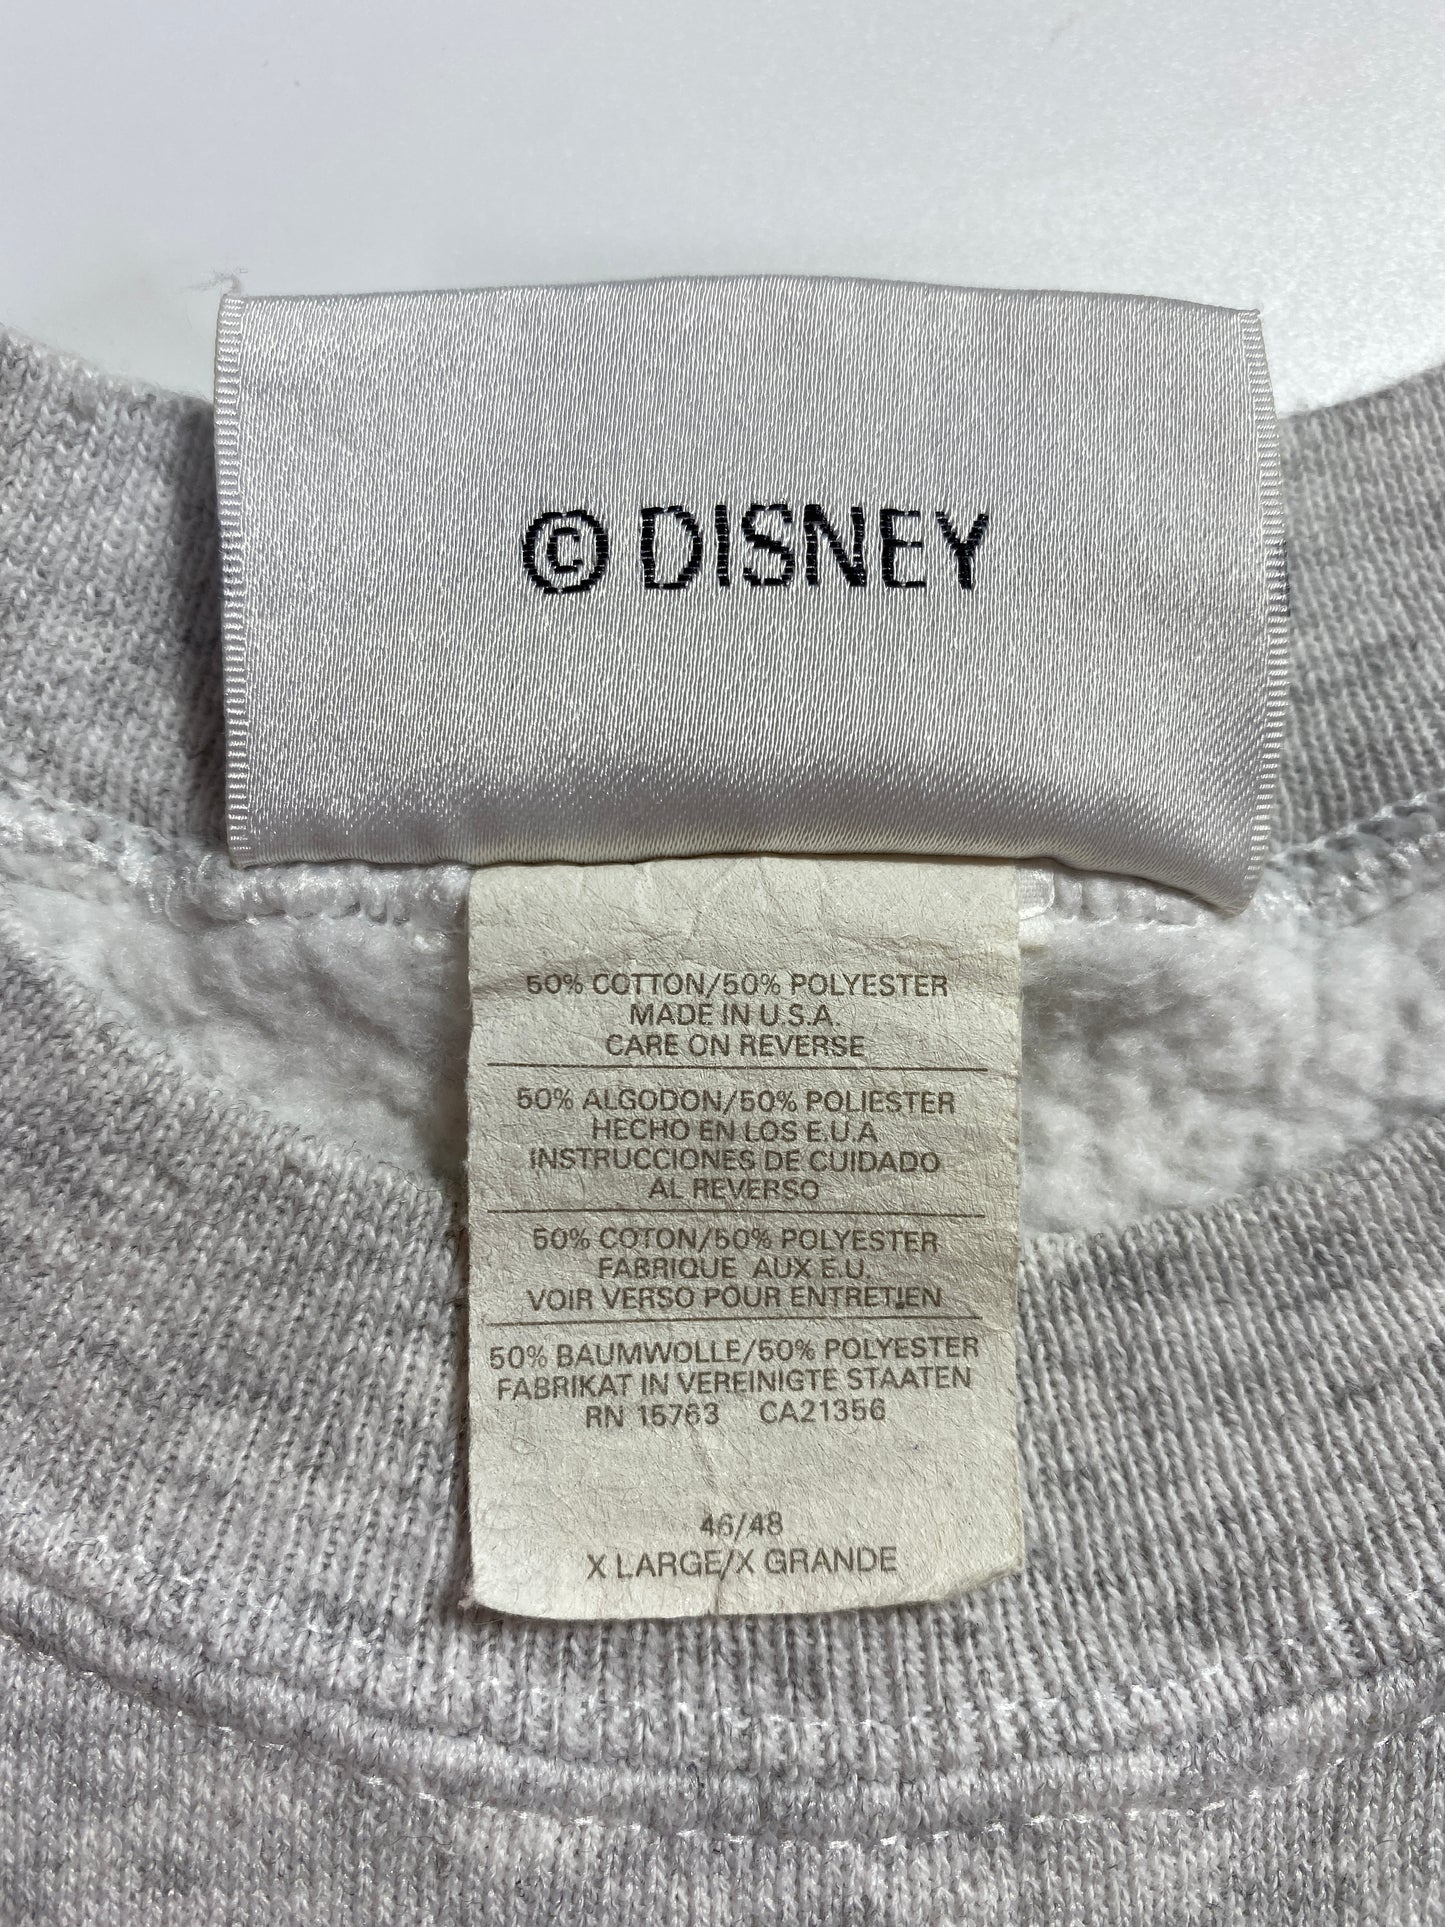 © DISNEY
50% COTTON/50% POLYESTER
MADE IN U.S.A.
CARE ON REVERSE
50% ALGODON/50% POLIESTER
HECHO EN LOS E.U.A
INSTRUCCIONES DE CUIDADO
AL REVERSO
50% COTON/50% POLYESTER
FABRIQUE AUX E.U.
VOIR VERSO POUR ENTRETIEN
50% BAUMWOLLE/50% POLYESTER
FABRIKAT IN VEREINIGTE STAATEN
RN 15763 CA21356
46/48
X LARGE/X GRANDE